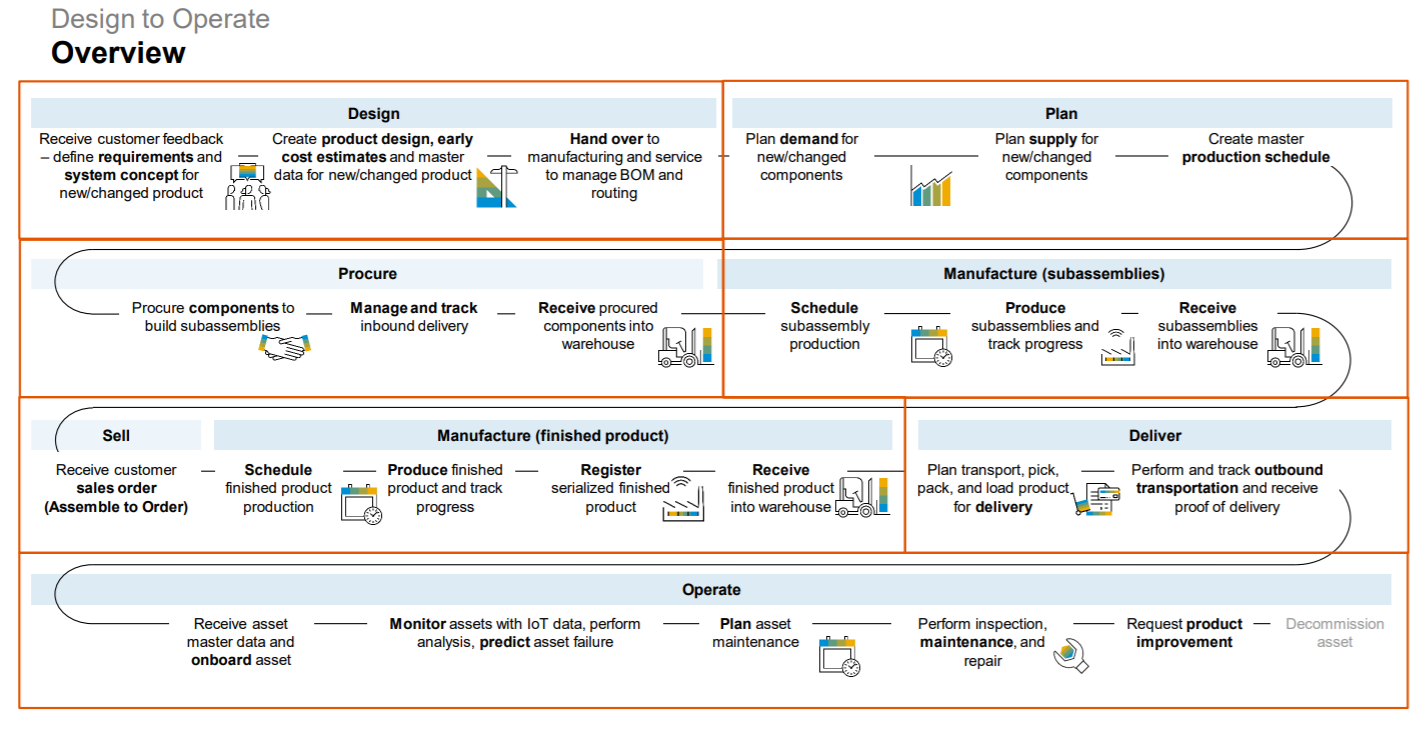 Design to Operate
Overview
Design
Receive customer feedback
– define requirements and
system concept for
new/changed product
Create product design, early
cost estimates and master
data for new/changed product
Hand over to
manufacturing and service
to manage BOM and
routing
Plan
Plan demand for
new/changed
components
Plan supply for
new/changed
components
Create master
production schedule
Procure
Procure components to
build subassemblies
Manage and track
inbound delivery
Receive procured
components into
warehouse
Manufacture (subassemblies)
Schedule
subassembly
production
Produce
subassemblies and
track progress
Receive
subassemblies
into warehouse
Sell
Receive customer
sales order
(Assemble to Order)
Manufacture (finished product)
Schedule
finished product
production
Produce finished
product and track
progress
Register
serialized finished
product
Receive
finished product
into warehouse
Deliver
Plan transport, pick,
pack, and load product
for delivery
Perform and track outbound
transportation and receive
proof of delivery
Operate
Receive asset
master data and
onboard asset
Monitor assets with IoT data, perform
analysis, predict asset failure
Plan asset
maintenance
Perform inspection,
maintenance, and
repair
Request product
improvement
Decommission
asset